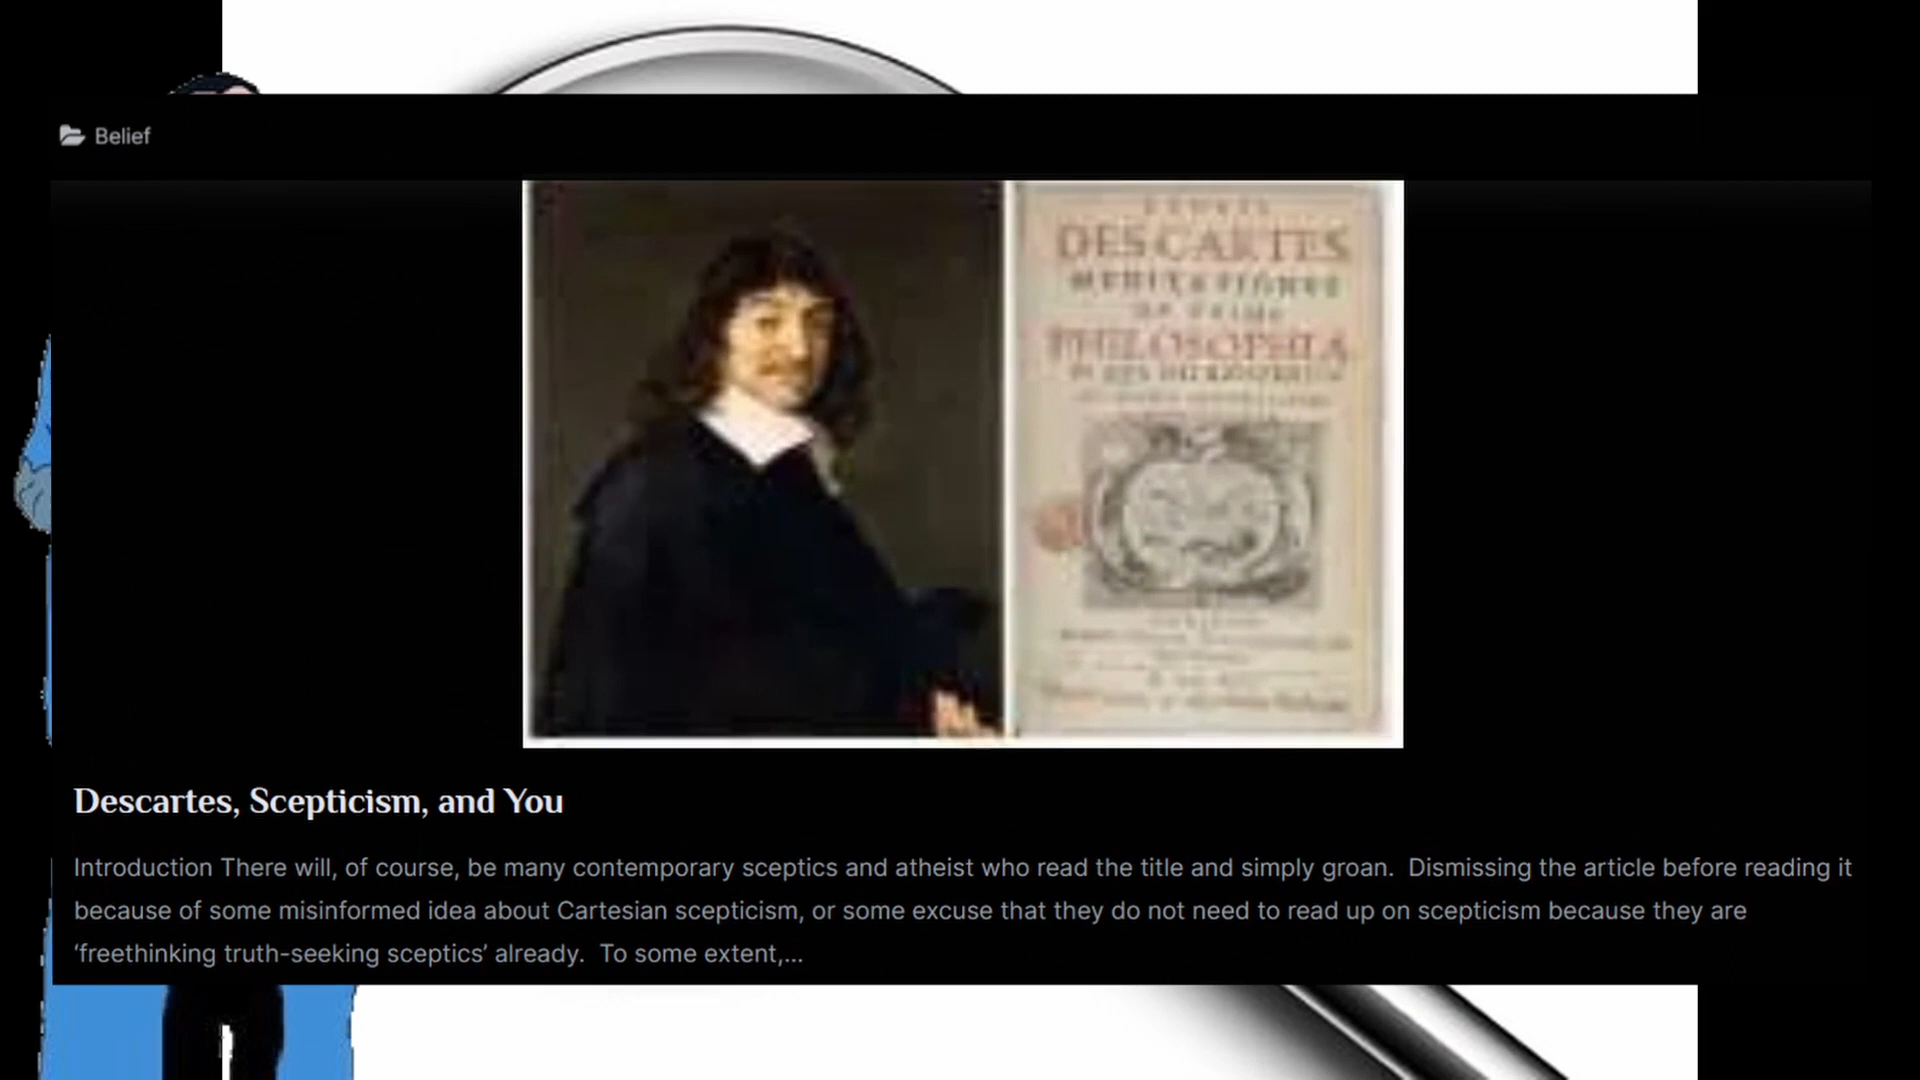 Belief
DESCARTES
PHILOSOPHIA
Descartes, Scepticism, and You
Introduction There will, of course, be many contemporary sceptics and atheist who read the title and simply groan.  Dismissing the article before reading it
because of some misinformed idea about Cartesian scepticism, or some excuse that they do not need to read up on scepticism because they are
‘freethinking truth-seeking sceptics’ already.  To some extent,...